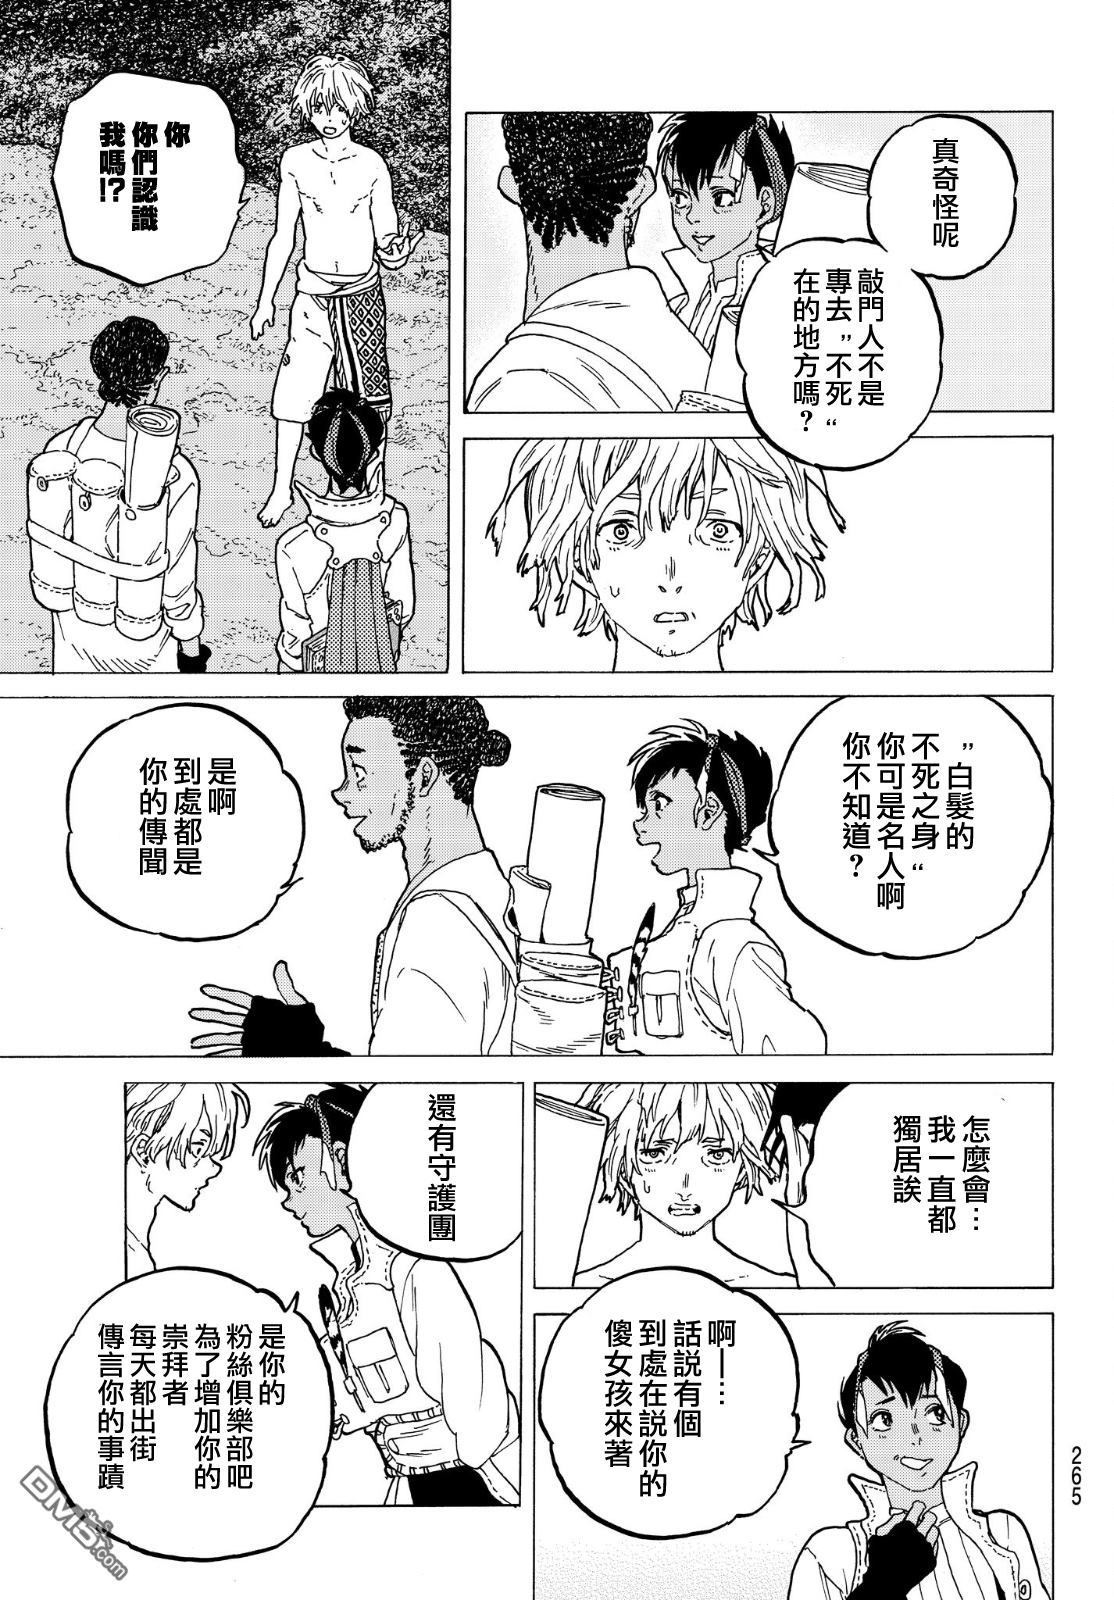 真奇怪呢
敲門人不是
專去”不死“
在的地方嗎？
你
你們認識
我嗎!?
”白髮的
不死之身“
你可是名人啊
你不知道？
是啊
到處都是
你的傳聞
怎麼會…
我一直都
獨居誒
啊—…
話説有個
到處在説你的
傻女孩來著
還有守護團
是你的
粉絲俱樂部吧
為了增加你的
崇拜者
每天都出街
傳言你的事蹟
265
DM5.com